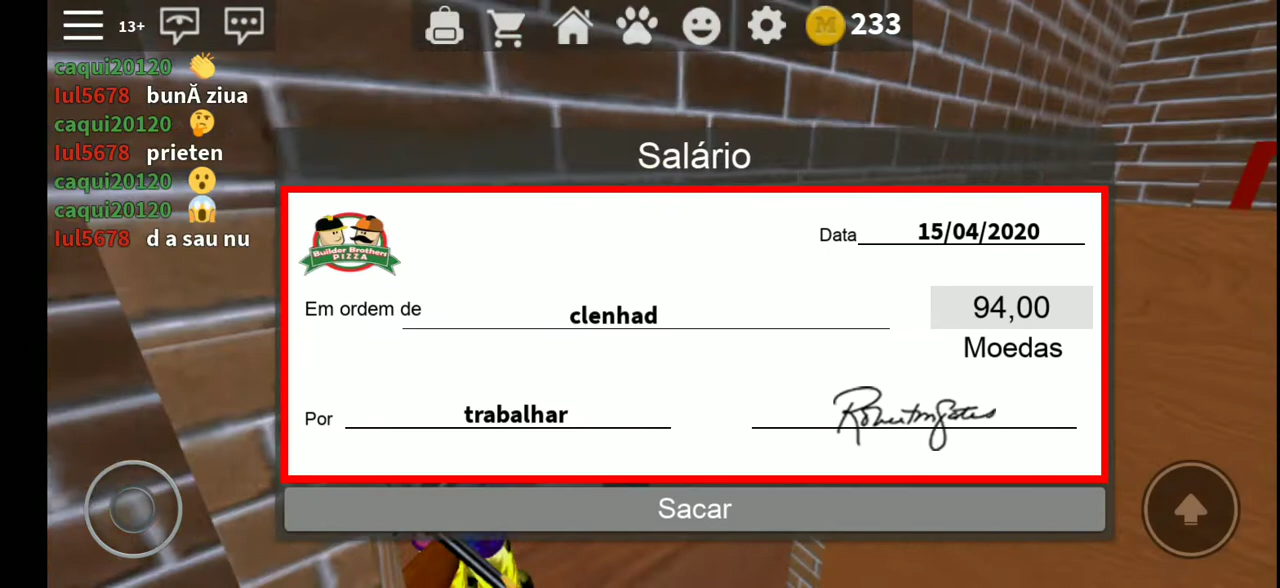 13+
M 233
caqui20120 👏
Iul5678 bunÄ ziua
caqui20120 🤔
Iul5678 prieten
caqui20120 😮
caqui20120 😱
Iul5678 d a sau nu
Salário
Builder Brothers
PIZZA
Data 15/04/2020
Em ordem de clenhad 94,00
Moedas
Por trabalhar
Sacar